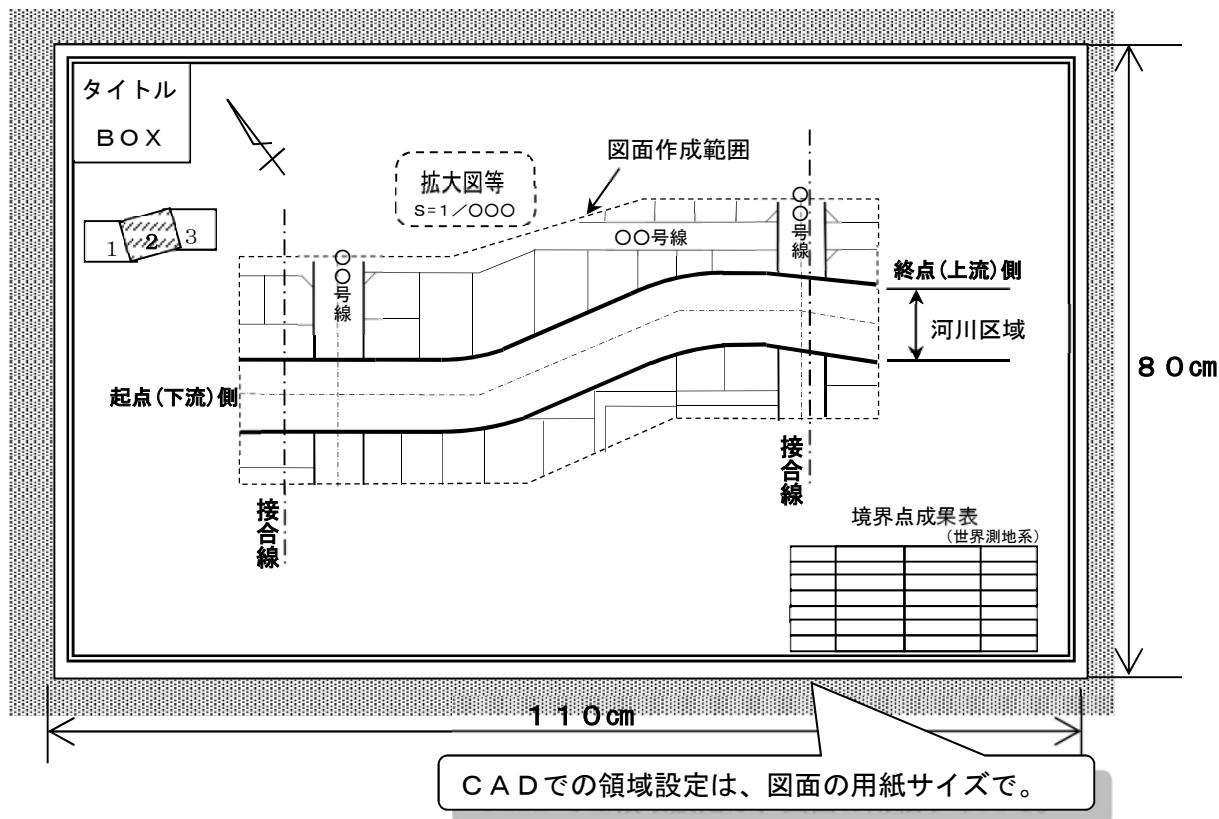 タイトル
ＢＯＸ
図面作成範囲
拡大図等
S=1／○○○
1
2
3
○○号線
○○号線
○○号線
終点(上流)側
河川区域
起点(下流)側
８０㎝
接合線
接合線
境界点成果表
(世界測地系)
１１０㎝
ＣＡＤでの領域設定は、図面の用紙サイズで。